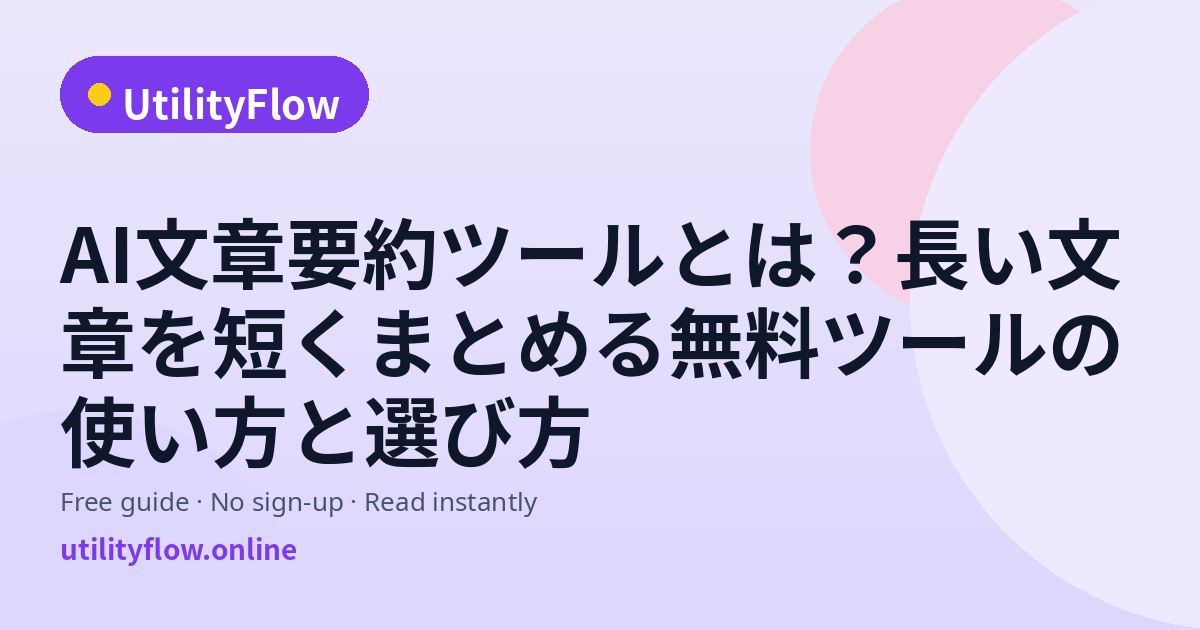 UtilityFlow
AI文章要約ツールとは？長い文
章を短くまとめる無料ツールの
使い方と選び方
Free guide · No sign-up · Read instantly
utilityflow.online